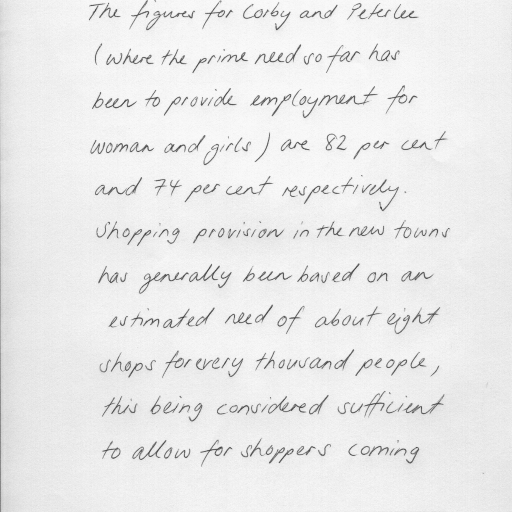 The figures for Corby and Peterlee
(where the prime need so far has
been to provide employment for
woman and girls) are 82 per cent
and 74 per cent respectively.
Shopping provision in the new towns
has generally been based on an
estimated need of about eight
shops for every thousand people,
this being considered sufficient
to allow for shoppers coming